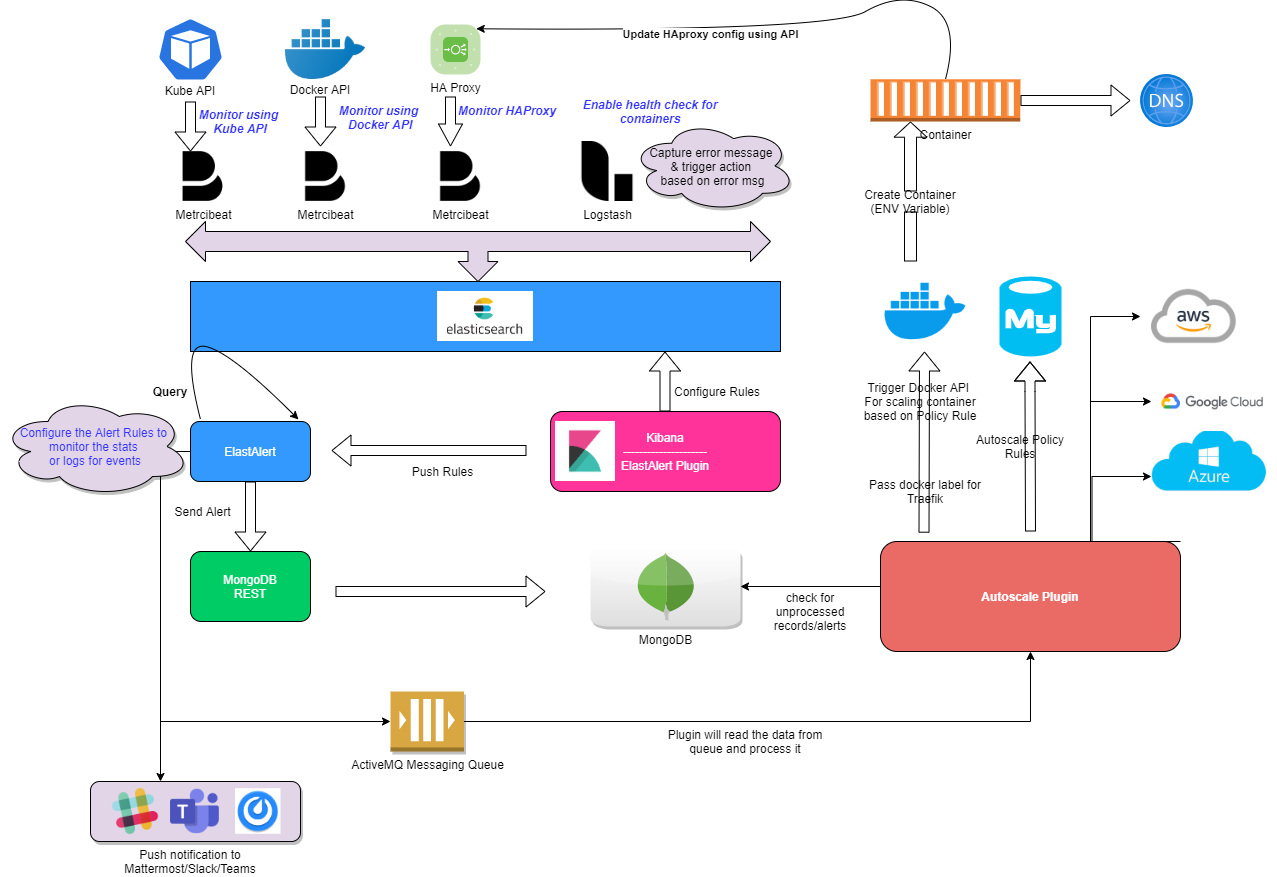 Update HAproxy config using API
Kube API
Docker API
HA Proxy
Monitor using
Kube API
Monitor using
Docker API
Monitor HAProxy
Enable health check for
containers
DNS
Container
Capture error message
& trigger action
based on error msg
Metrcibeat
Metrcibeat
Metrcibeat
Logstash
Create Container
(ENV Variable)
elasticsearch
My
aws
Google Cloud
Azure
Query
Configure Rules
Trigger Docker API
For scaling container
based on Policy Rule
Autoscale Policy
Rules
Configure the Alert Rules to
monitor the stats
or logs for events
ElastAlert
Kibana
ElastAlert Plugin
Push Rules
Pass docker label for
Traefik
Send Alert
MongoDB
REST
MongoDB
check for
unprocessed
records/alerts
Autoscale Plugin
ActiveMQ Messaging Queue
Plugin will read the data from
queue and process it
T
Push notification to
Mattermost/Slack/Teams